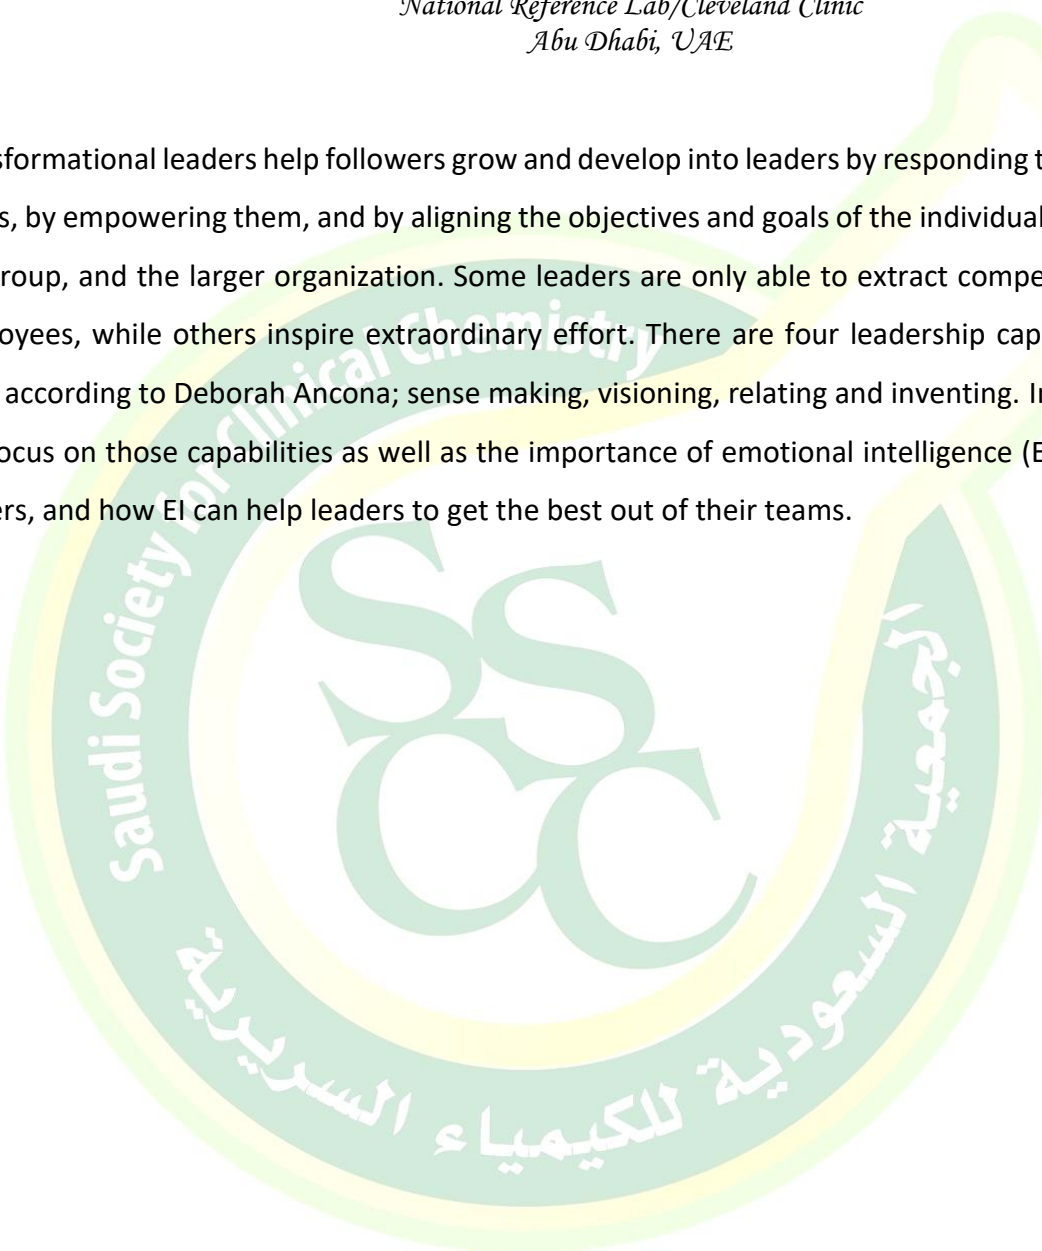 National Reference Lab/Cleveland Clinic
Abu Dhabi, UAE
sformational leaders help followers grow and develop into leaders by responding t
s, by empowering them, and by aligning the objectives and goals of the individual
roup, and the larger organization. Some leaders are only able to extract compe
oyees, while others inspire extraordinary effort. There are four leadership cap
according to Deborah Ancona; sense making, visioning, relating and inventing. I
ocus on those capabilities as well as the importance of emotional intelligence (E
ers, and how EI can help leaders to get the best out of their teams.
Saudi Society for Clinical Chemistry
SSCC
الجمعية السعودية للكيمياء السريرية